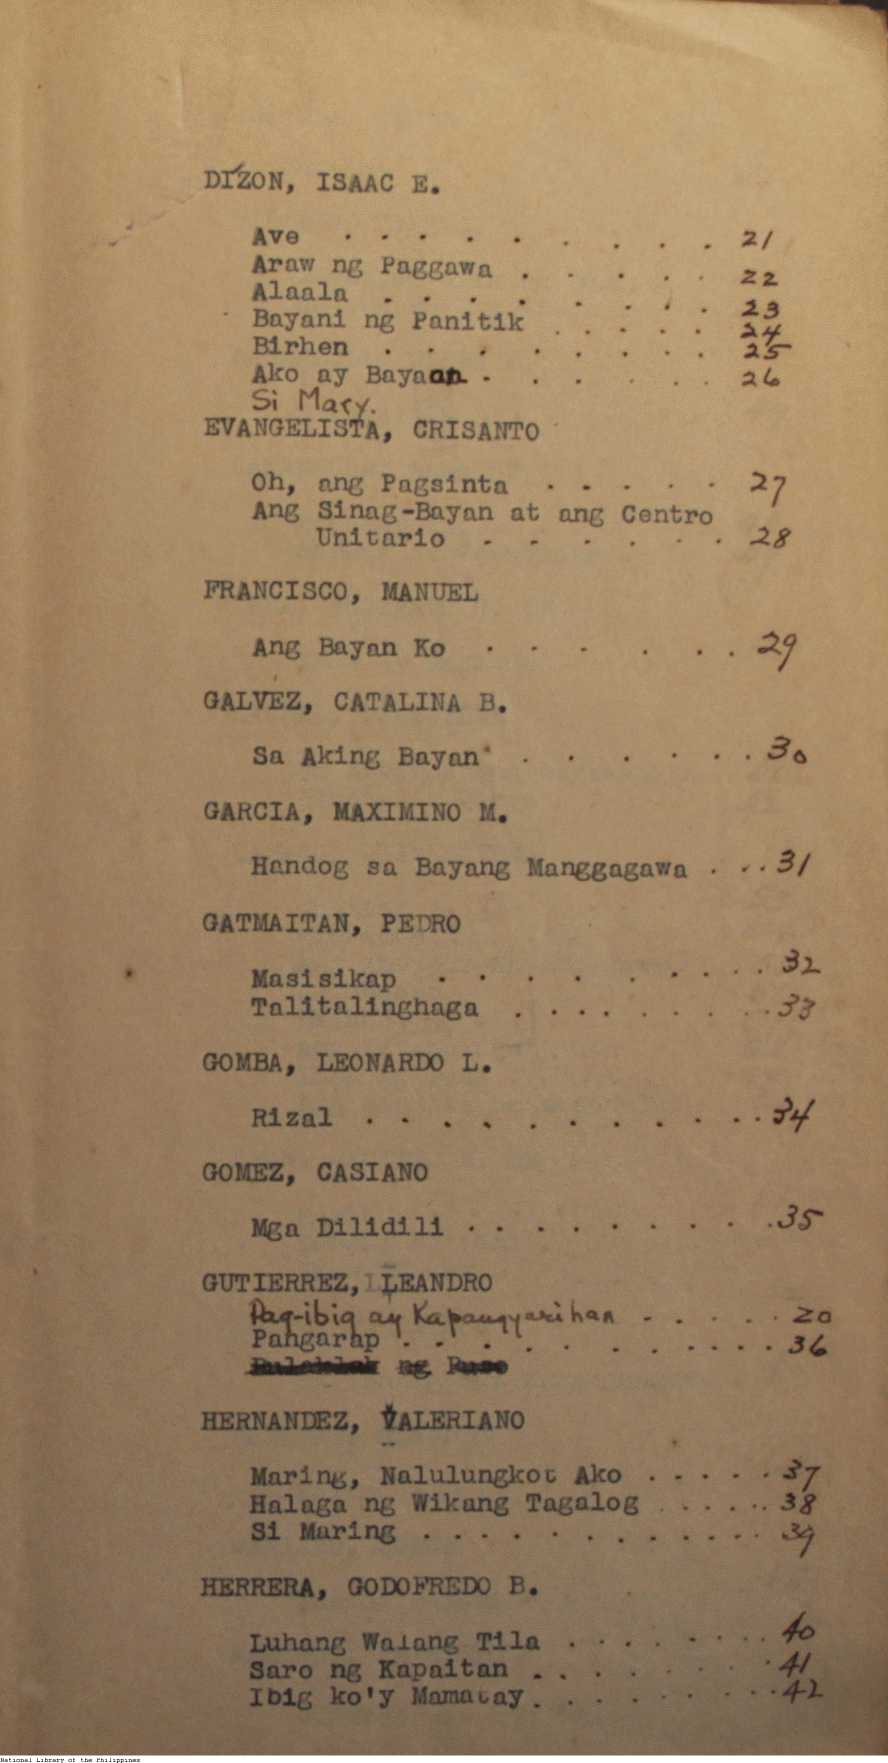 DIZON, ISAAC E.
Ave . . . . . . . . . 21
Araw ng Paggawa . . . . . 22
Alaala . . . . . . . . 23
Bayani ng Panitik . . . . . 24
Birhen . . . . . . . . 25
Ako ay Bayaan . . . . . . 26
Si Mary.
EVANGELISTA, CRISANTO
Oh, ang Pagsinta . . . . . 27
Ang Sinag-Bayan at ang Centro
Unitario . . . . . . 28
FRANCISCO, MANUEL
Ang Bayan Ko . . . . . . 29
GALVEZ, CATALINA B.
Sa Aking Bayan . . . . . . 30
GARCIA, MAXIMINO M.
Handog sa Bayang Manggagawa . . . 31
GATMAITAN, PEDRO
Masisikap . . . . . . . . . 32
Talitalinghaga . . . . . . . . . 33
GOMBA, LEONARDO L.
Rizal . . . . . . . . . . . 34
GOMEZ, CASIANO
Mga Dilidili . . . . . . . . . 35
GUTIERREZ, LEANDRO
Pag-ibig ay Kapangyarihan . . . . . 20
Pangarap . . . . . . . . . . . 36
ng
HERNANDEZ, VALERIANO
Maring, Nalulungkot Ako . . . . . 37
Halaga ng Wikang Tagalog . . . . . 38
Si Maring . . . . . . . . . . . 39
HERRERA, GODOFREDO B.
Luhang Walang Tila . . . . . . . . 40
Saro ng Kapaitan . . . . . . . . 41
Ibig ko'y Mamatay . . . . . . . . . 42
National Library of the Philippines